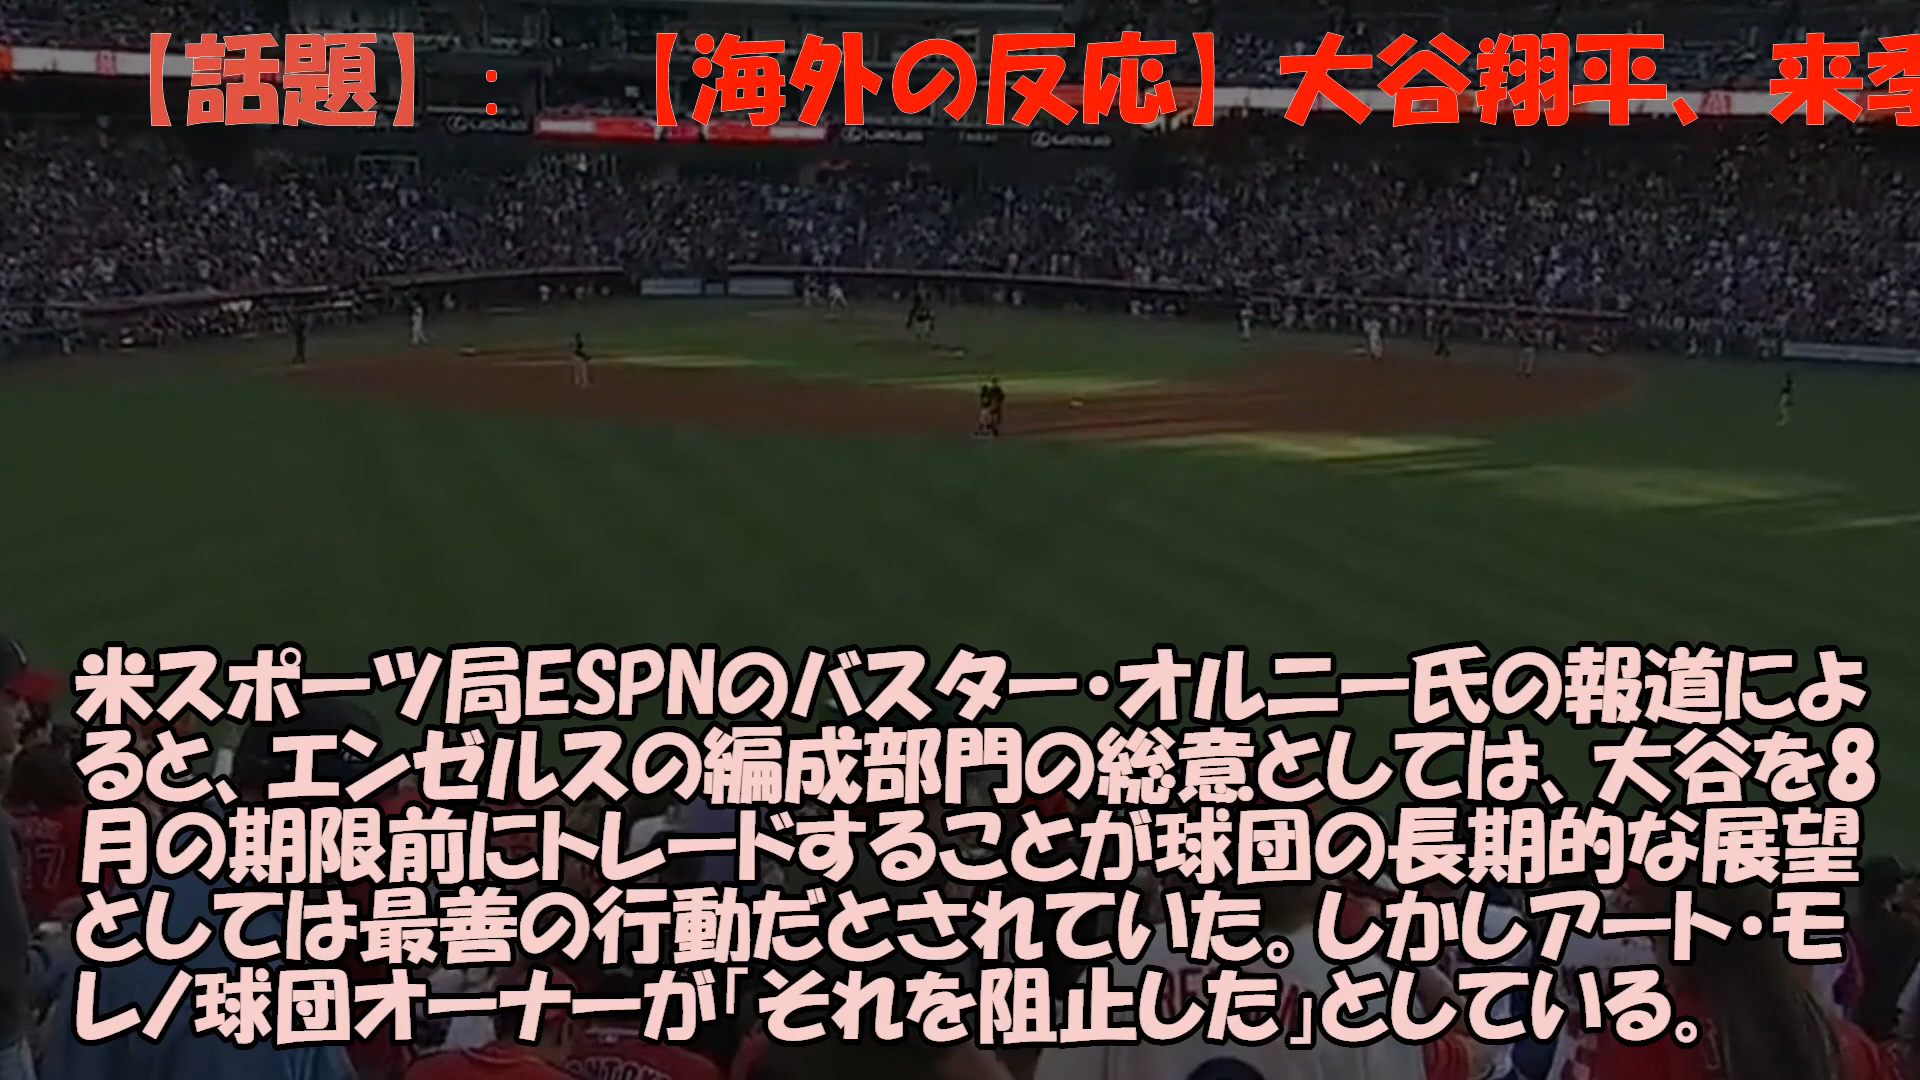 【話題】： 【海外の反応】大谷翔平、来季
LEXUS
LEXUS
LEXUS
米スポーツ局ESPNのバスター・オルニー氏の報道によ
ると、エンゼルスの編成部門の総意としては、大谷を8
月の期限前にトレードすることが球団の長期的な展望
としては最善の行動だとされていた。しかしアート・モ
レノ球団オーナーが「それを阻止した」としている。